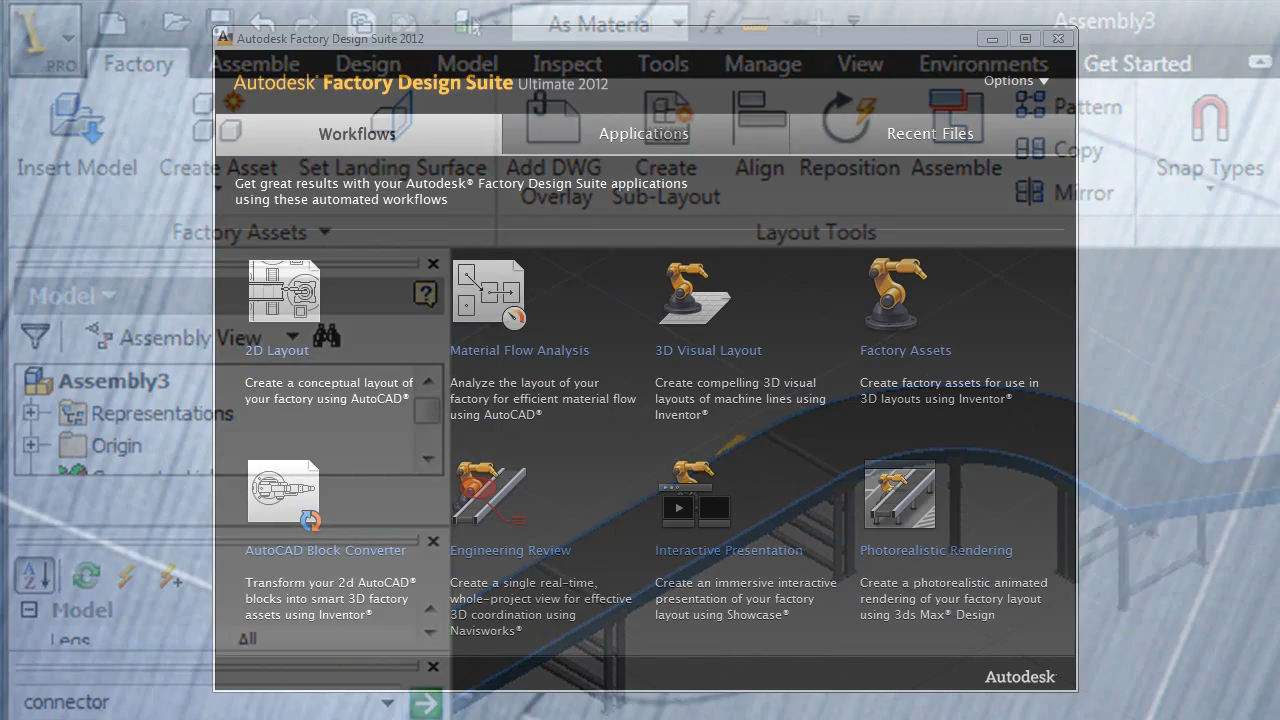 As Material
Assembly3
PRO
Autodesk Factory Design Suite 2012
Factory
Assemble
Design
Model
Inspect
Tools
Manage
View
Environments
Get Started
Autodesk® Factory Design Suite Ultimate 2012
Options
Workflows
Applications
Recent Files
Pattern
Copy
Mirror
Insert Model
Create Asset
Set Landing Surface
Add DWG
Overlay
Create
Sub-Layout
Align
Reposition
Assemble
Snap Types
Get great results with your Autodesk® Factory Design Suite applications
using these automated workflows
Factory Assets
Layout Tools
Model
Assembly View
Assembly3
Representations
Origin
2D Layout
Create a conceptual layout of
your factory using AutoCAD®
Material Flow Analysis
Analyze the layout of your
factory for efficient material flow
using AutoCAD®
3D Visual Layout
Create compelling 3D visual
layouts of machine lines using
Inventor®
Factory Assets
Create factory assets for use in
3D layouts using Inventor®
AutoCAD Block Converter
Transform your 2d AutoCAD®
blocks into smart 3D factory
assets using Inventor®
Engineering Review
Create a single real-time,
whole-project view for effective
3D coordination using
Navisworks®
Interactive Presentation
Create an immersive interactive
presentation of your factory
layout using Showcase®
Photorealistic Rendering
Create a photorealistic animated
rendering of your factory layout
using 3ds Max® Design
Model
Legs
All
connector
Autodesk